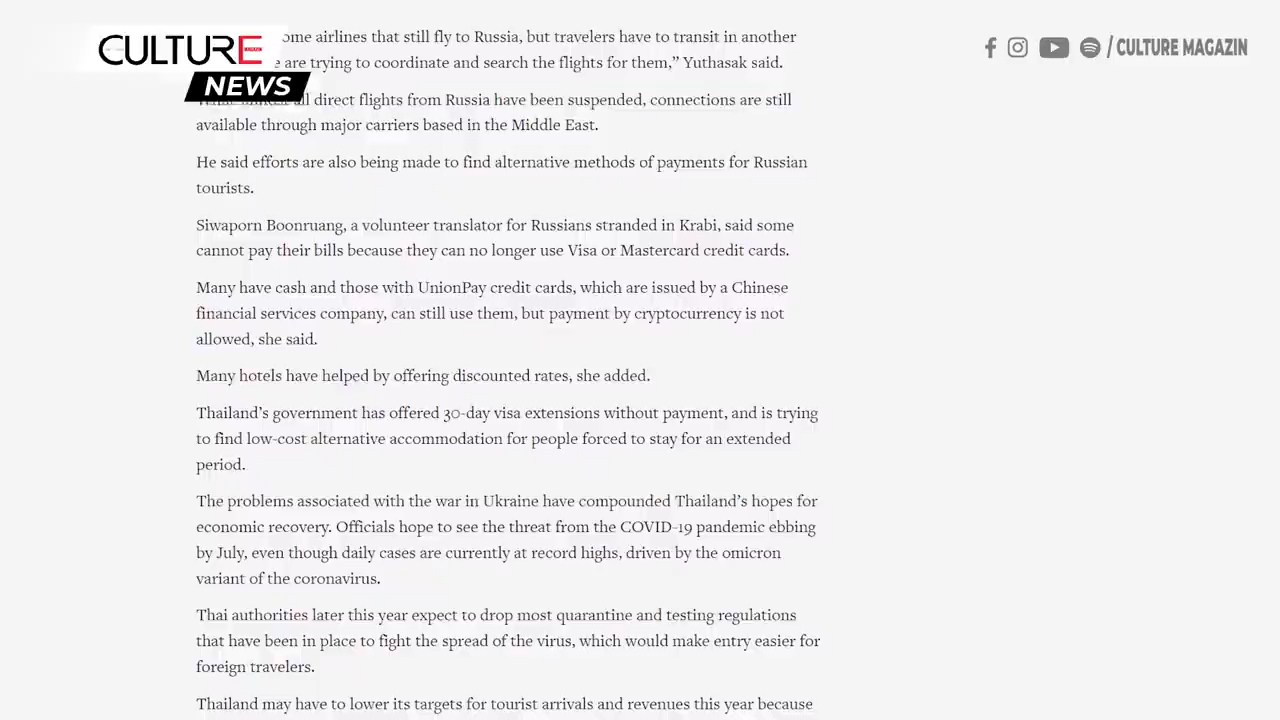 CULTURE
NEWS
/ CULTURE MAGAZIN
ome airlines that still fly to Russia, but travelers have to transit in another
e are trying to coordinate and search the flights for them,” Yuthasak said.
all direct flights from Russia have been suspended, connections are still
available through major carriers based in the Middle East.
He said efforts are also being made to find alternative methods of payments for Russian
tourists.
Siwaporn Boonruang, a volunteer translator for Russians stranded in Krabi, said some
cannot pay their bills because they can no longer use Visa or Mastercard credit cards.
Many have cash and those with UnionPay credit cards, which are issued by a Chinese
financial services company, can still use them, but payment by cryptocurrency is not
allowed, she said.
Many hotels have helped by offering discounted rates, she added.
Thailand’s government has offered 30-day visa extensions without payment, and is trying
to find low-cost alternative accommodation for people forced to stay for an extended
period.
The problems associated with the war in Ukraine have compounded Thailand’s hopes for
economic recovery. Officials hope to see the threat from the COVID-19 pandemic ebbing
by July, even though daily cases are currently at record highs, driven by the omicron
variant of the coronavirus.
Thai authorities later this year expect to drop most quarantine and testing regulations
that have been in place to fight the spread of the virus, which would make entry easier for
foreign travelers.
Thailand may have to lower its targets for tourist arrivals and revenues this year because